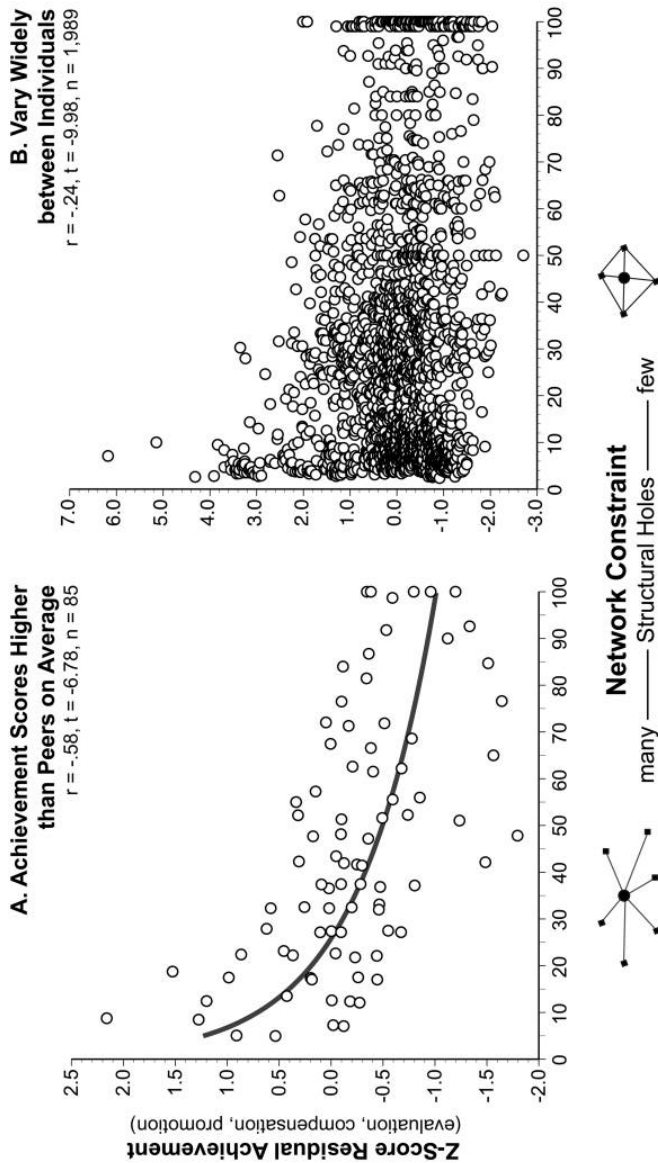 A. Achievement Scores Higher
than Peers on Average
r = -.58, t = -6.78, n = 85
Z-Score Residual Achievement
(evaluation, compensation, promotion)
2.5
2.0
1.5
1.0
0.5
0.0
-0.5
-1.0
-1.5
-2.0
0 10 20 30 40 50 60 70 80 90 100
B. Vary Widely
between Individuals
r = -.24, t = -9.98, n = 1,989
7.0
6.0
5.0
4.0
3.0
2.0
1.0
0.0
-1.0
-2.0
-3.0
0 10 20 30 40 50 60 70 80 90 100
Network Constraint
many Structural Holes few